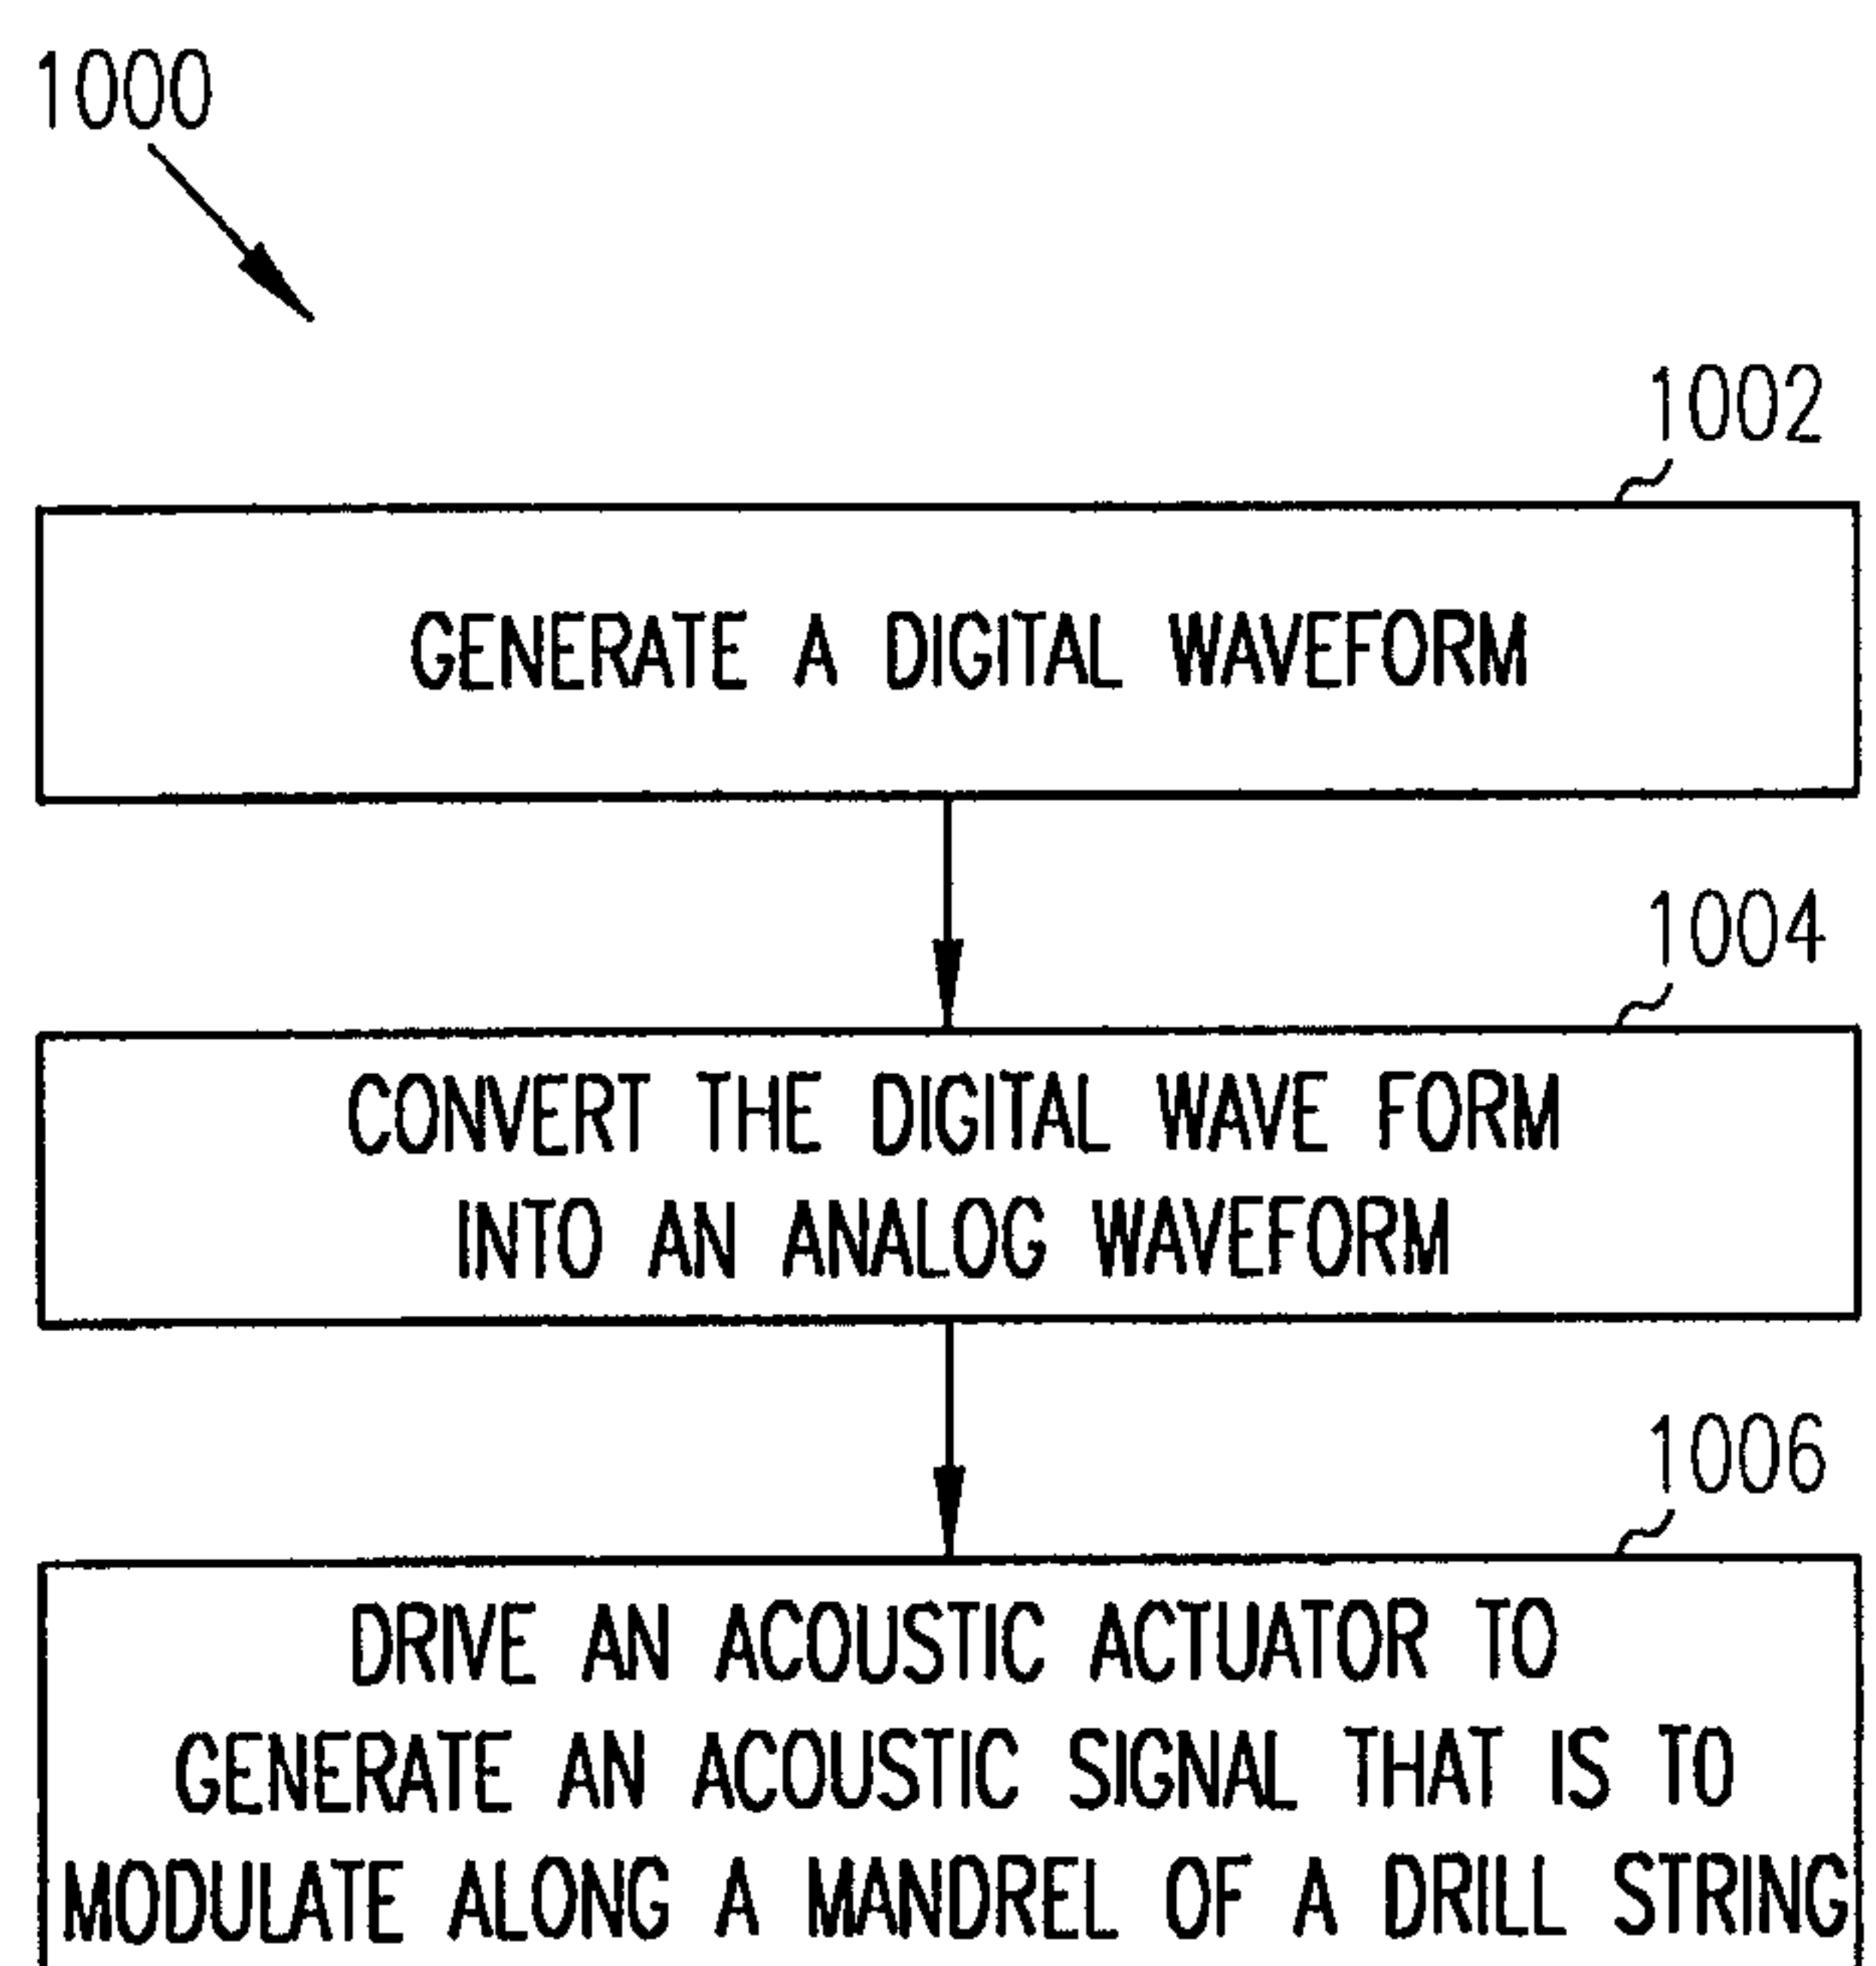 1000
1002
GENERATE A DIGITAL WAVEFORM
1004
CONVERT THE DIGITAL WAVE FORM
INTO AN ANALOG WAVEFORM
1006
DRIVE AN ACOUSTIC ACTUATOR TO
GENERATE AN ACOUSTIC SIGNAL THAT IS TO
MODULATE ALONG A MANDREL OF A DRILL STRING